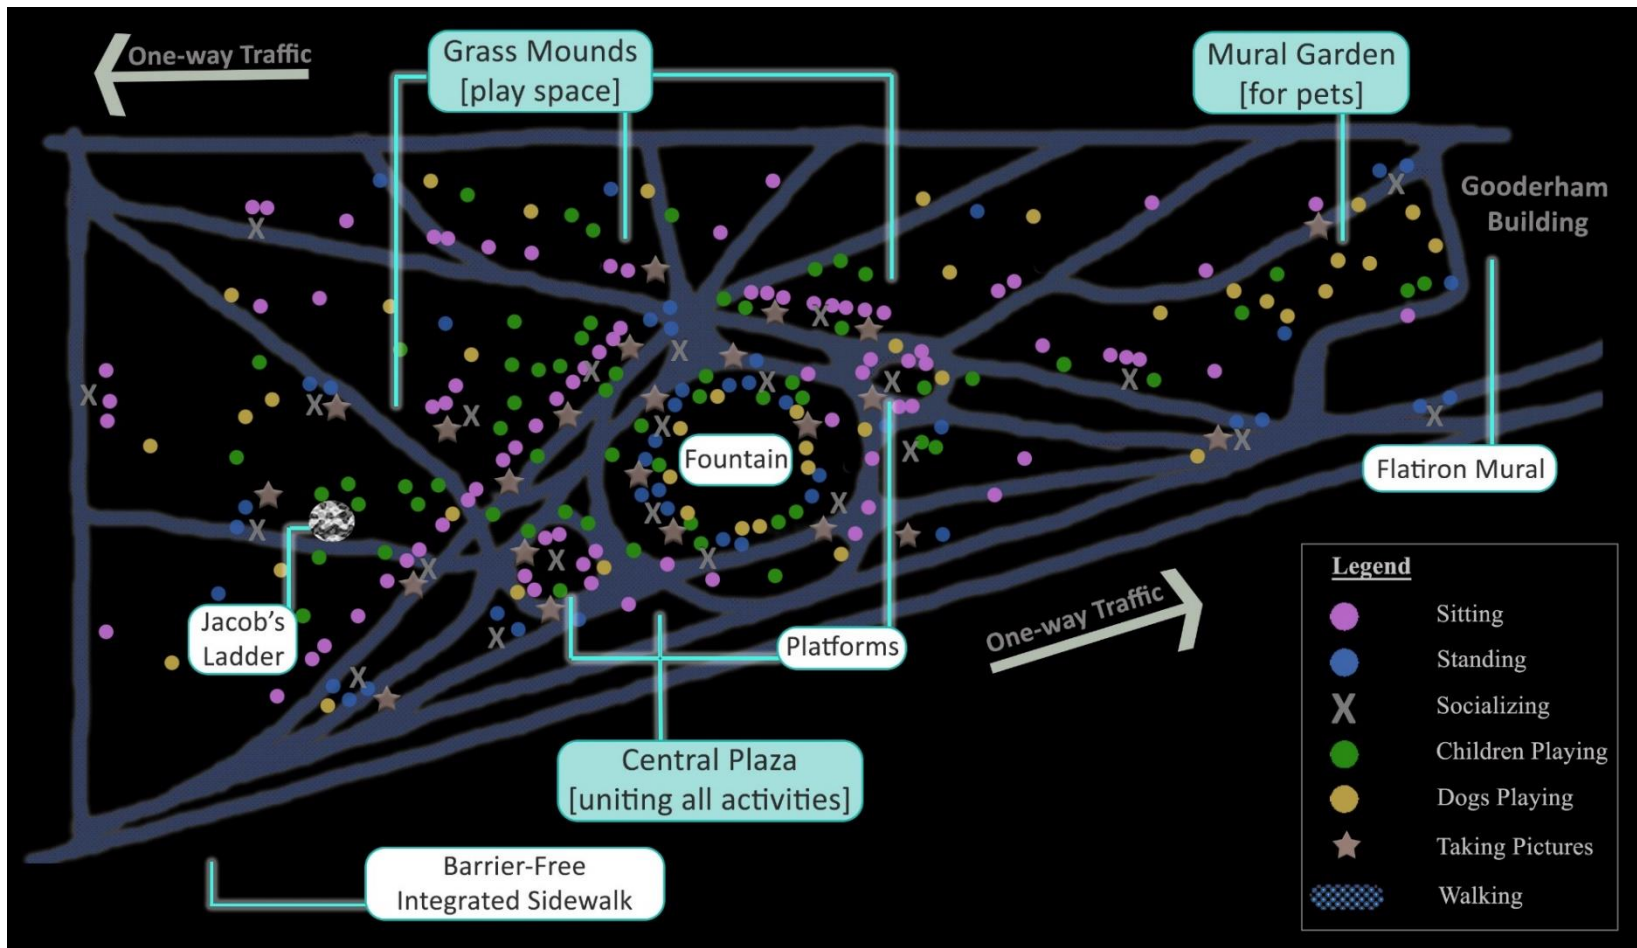 One-way Traffic
Grass Mounds
[play space]
Mural Garden
[for pets]
Gooderham
Building
Fountain
Flatiron Mural
Jacob's
Ladder
Platforms
One-way Traffic
Central Plaza
[uniting all activities]
Barrier-Free
Integrated Sidewalk
Legend
Sitting
Standing
X Socializing
Children Playing
Dogs Playing
Taking Pictures
Walking